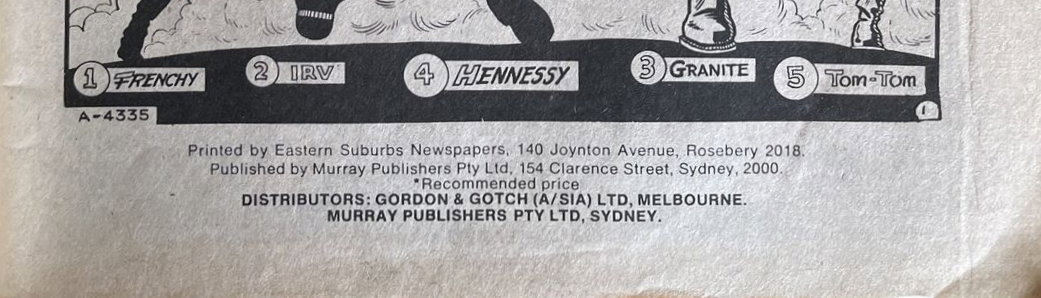 1 FRENCHY 2 IRV 4 HENNESSY 3 GRANITE 5 TOM-TOM
A-4335 1
Printed by Eastern Suburbs Newspapers, 140 Joynton Avenue, Rosebery 2018.
Published by Murray Publishers Pty Ltd, 154 Clarence Street, Sydney, 2000.
*Recommended price
DISTRIBUTORS: GORDON & GOTCH (A/SIA) LTD, MELBOURNE.
MURRAY PUBLISHERS PTY LTD, SYDNEY.